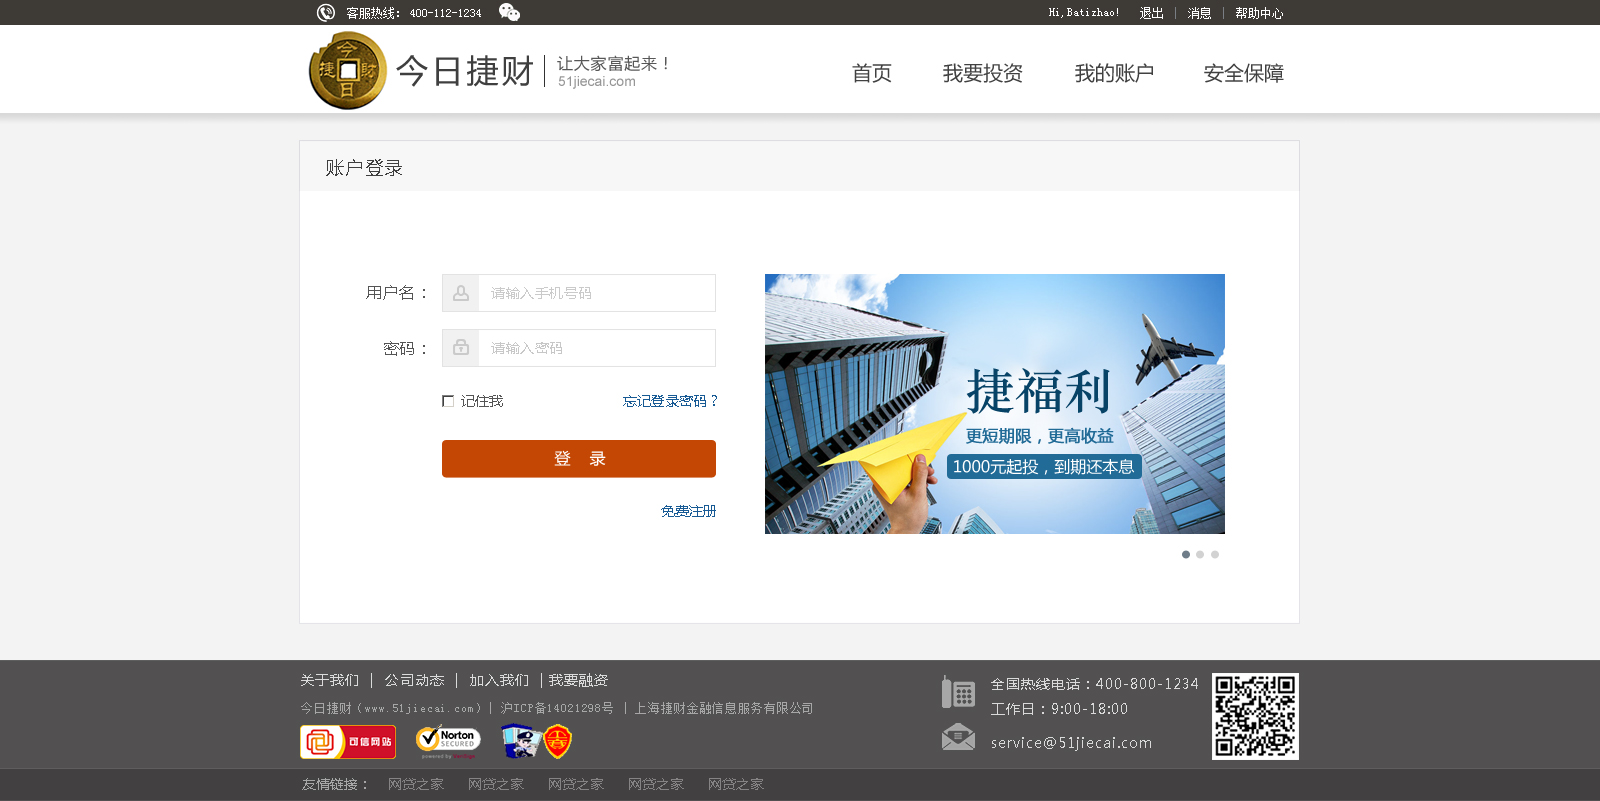 客服热线： 400-112-1234
Hi,Batizhao! 退出 | 消息 | 帮助中心
今 捷 財 日
今日捷财 | 让大家富起来！
51jiecai.com
首页 我要投资 我的账户 安全保障
账户登录
用户名： 请输入手机号码
密码： 请输入密码
记住我 忘记登录密码？
登 录
免费注册
捷福利
更短期限，更高收益
1000元起投，到期还本息
关于我们 | 公司动态 | 加入我们 | 我要融资
今日捷财（www.51jiecai.com）| 沪ICP备14021298号 | 上海捷财金融信息服务有限公司
可信网站
Norton
SECURED
powered by VeriSign
全国热线电话：400-800-1234
工作日：9:00-18:00
service@51jiecai.com
友情链接： 网贷之家 网贷之家 网贷之家 网贷之家 网贷之家